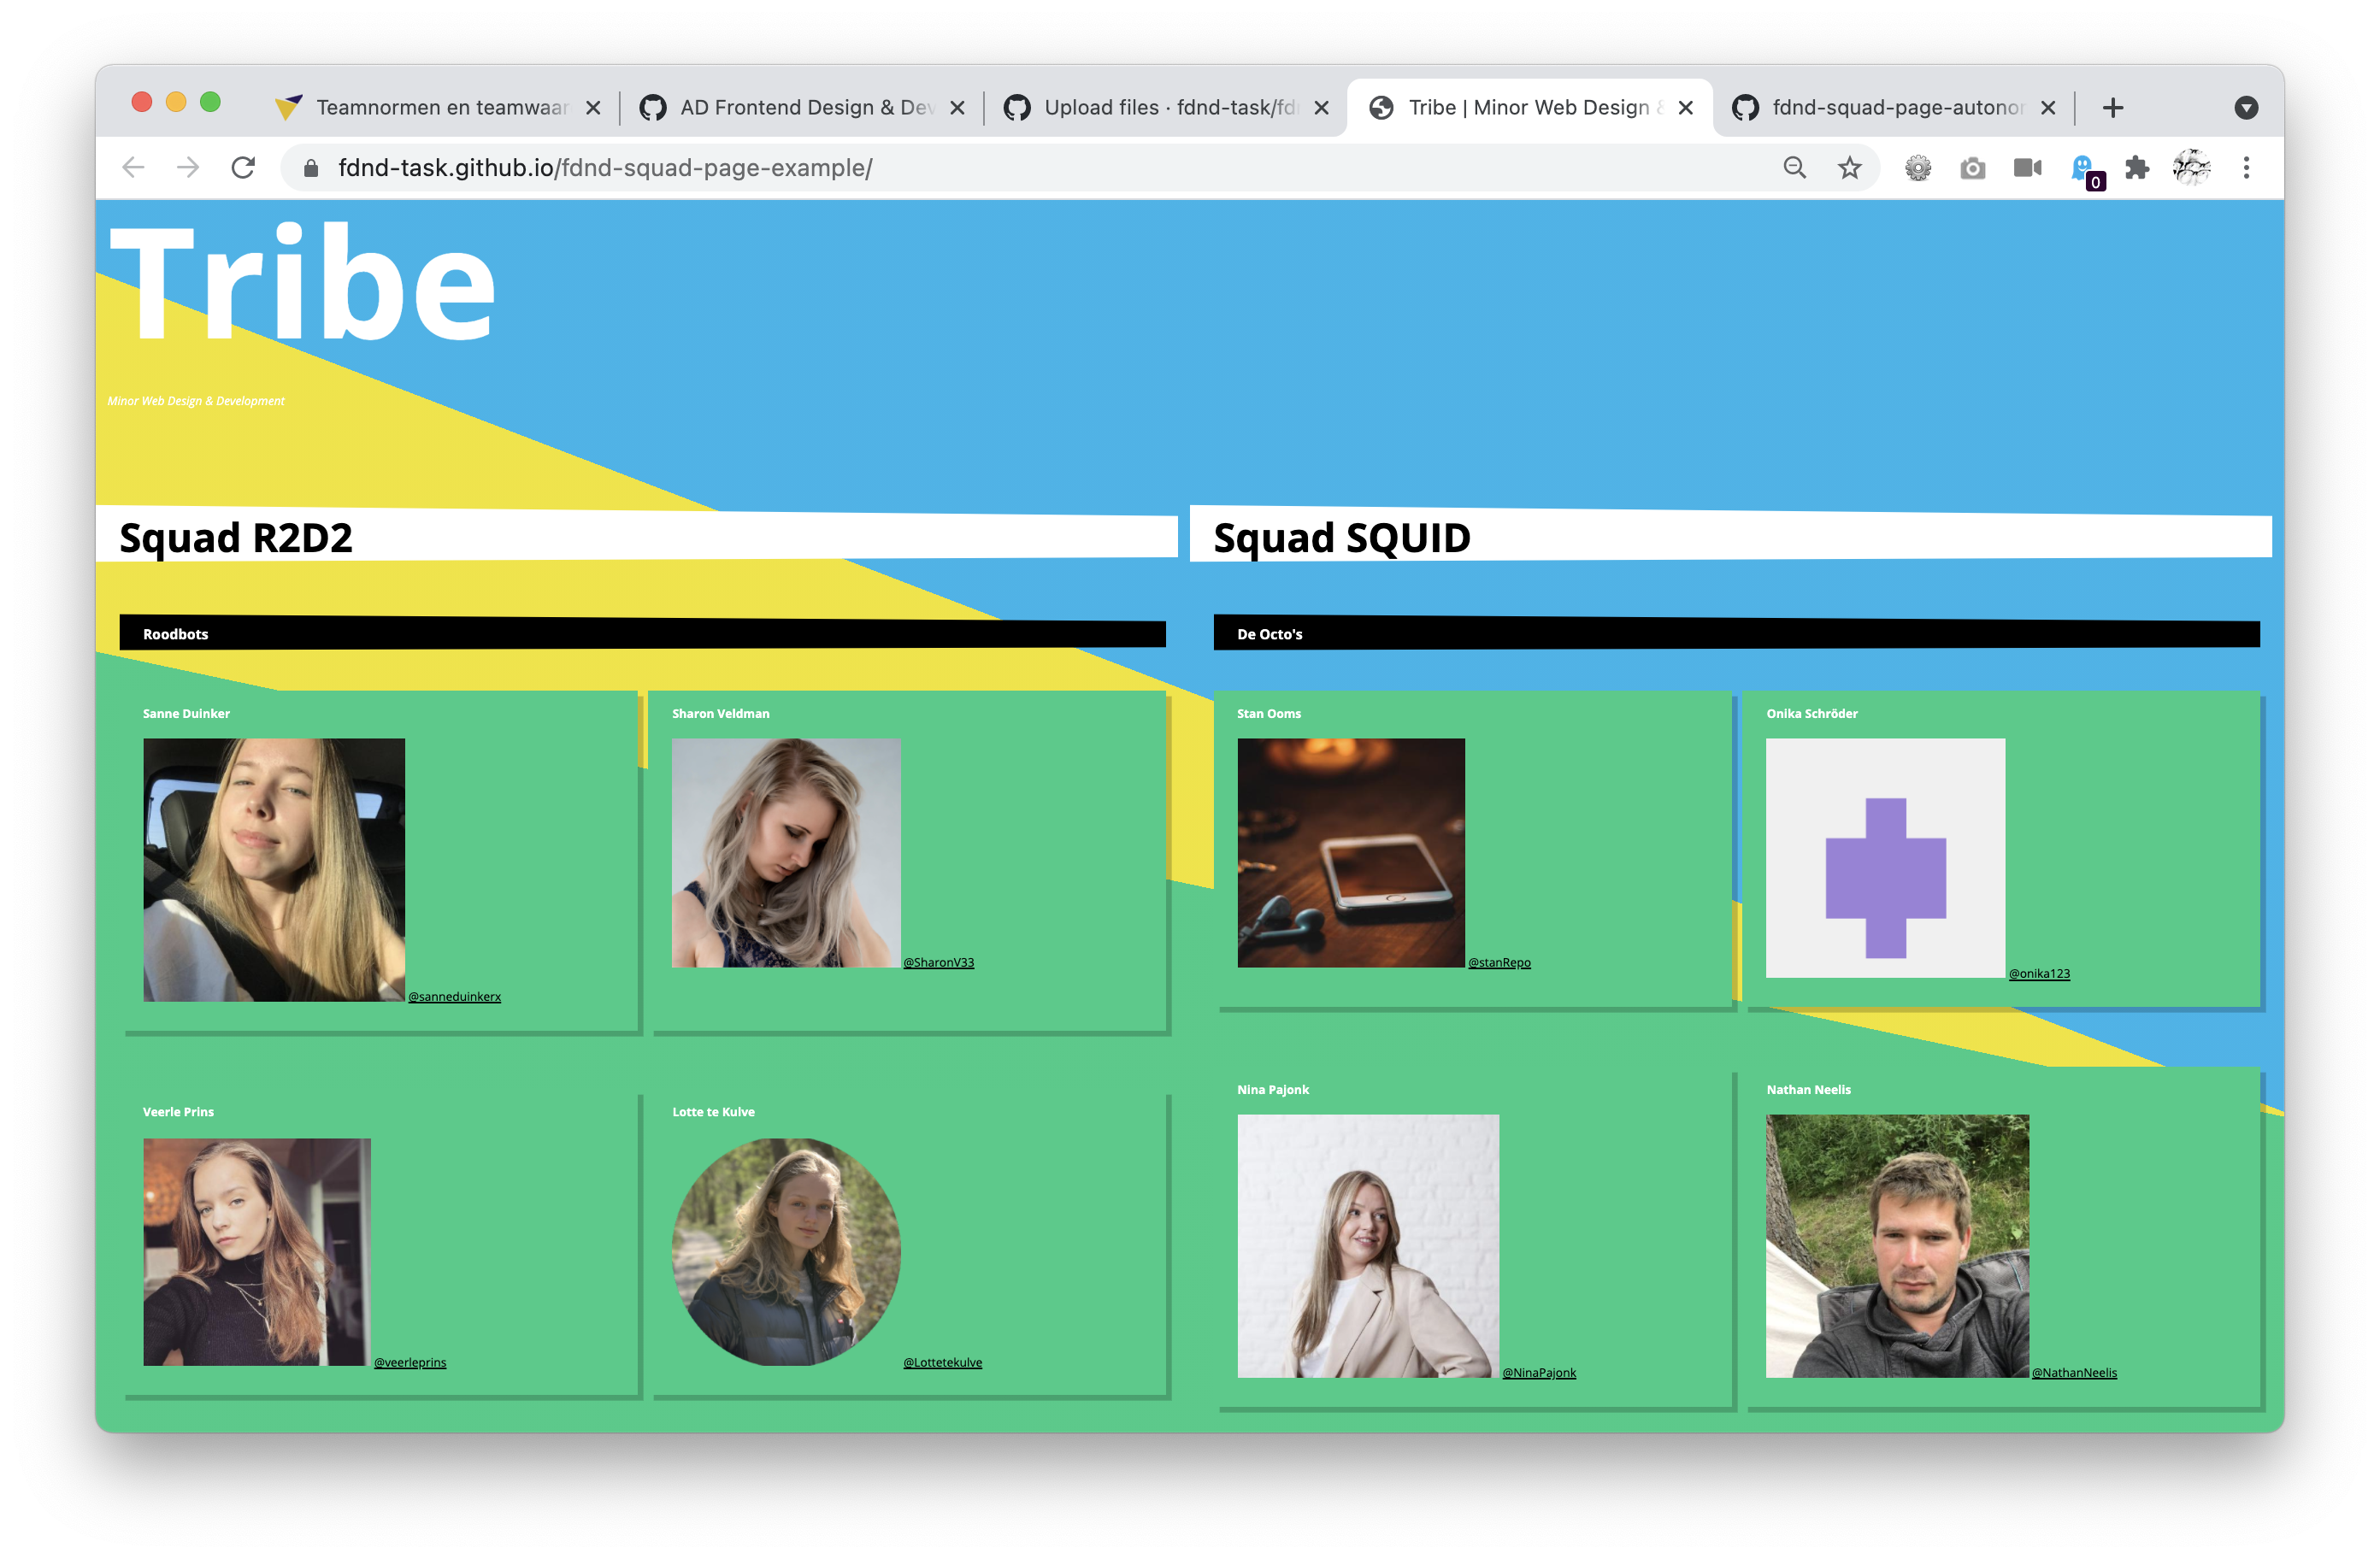 Teamnormen en teamwaar
AD Frontend Design & Dev
Upload files · fdnd-task/fd
Tribe | Minor Web Design &
fdnd-squad-page-autonor
fdnd-task.github.io/fdnd-squad-page-example/
0
Tribe
Minor Web Design & Development
Squad R2D2
Roodbots
Sanne Duinker
@sanneduinkerx
Sharon Veldman
@SharonV33
Veerle Prins
@veerleprins
Lotte te Kulve
@Lottetekulve
Squad SQUID
De Octo's
Stan Ooms
@stanRepo
Onika Schröder
@onika123
Nina Pajonk
@NinaPajonk
Nathan Neelis
@NathanNeelis